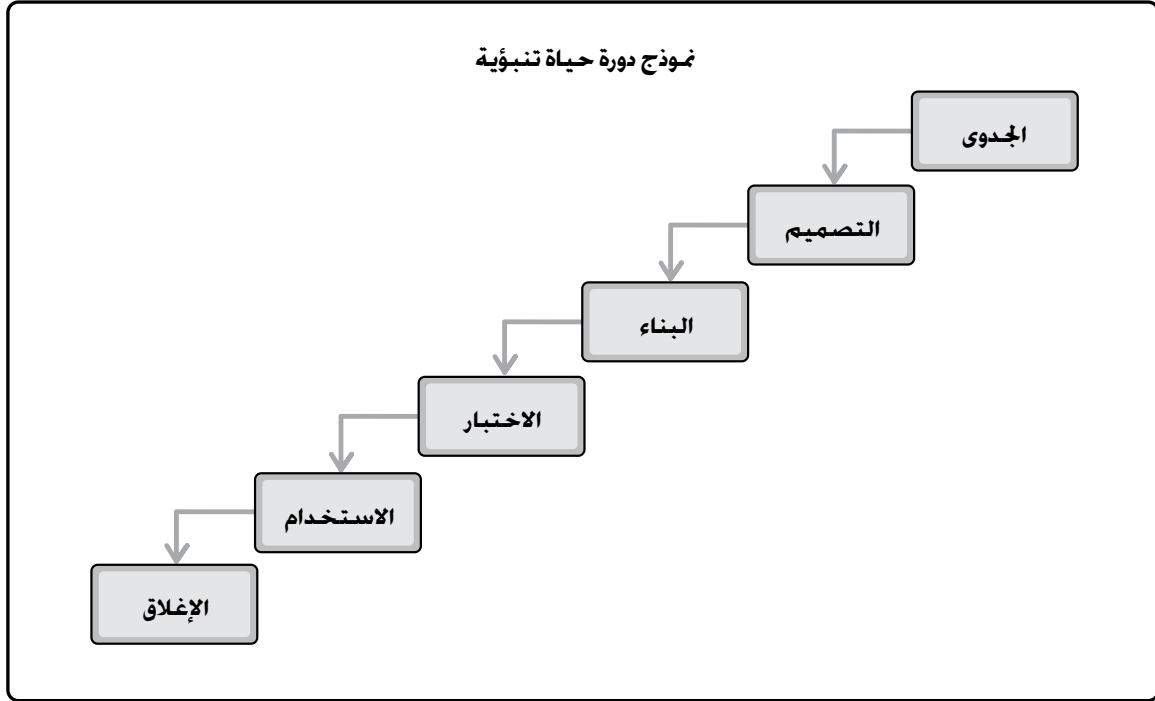 نموذج دورة حياة تنبؤية
الجدوى
التصميم
البناء
الاختبار
الاستخدام
الإغلاق